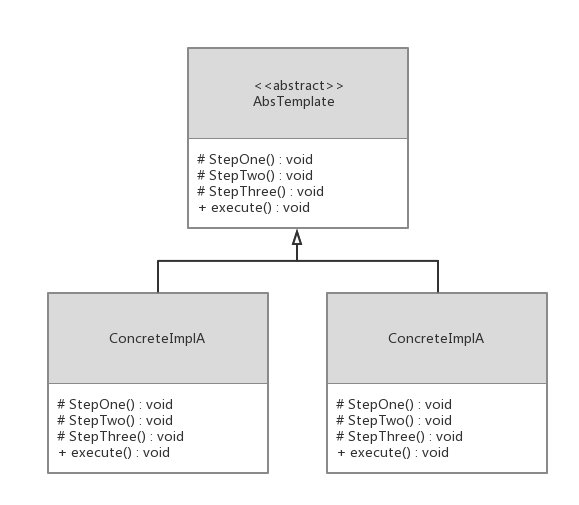 <<abstract>>
AbsTemplate
# StepOne() : void
# StepTwo() : void
# StepThree() : void
+ execute() : void
ConcreteImplA
# StepOne() : void
# StepTwo() : void
# StepThree() : void
+ execute() : void
ConcreteImplA
# StepOne() : void
# StepTwo() : void
# StepThree() : void
+ execute() : void